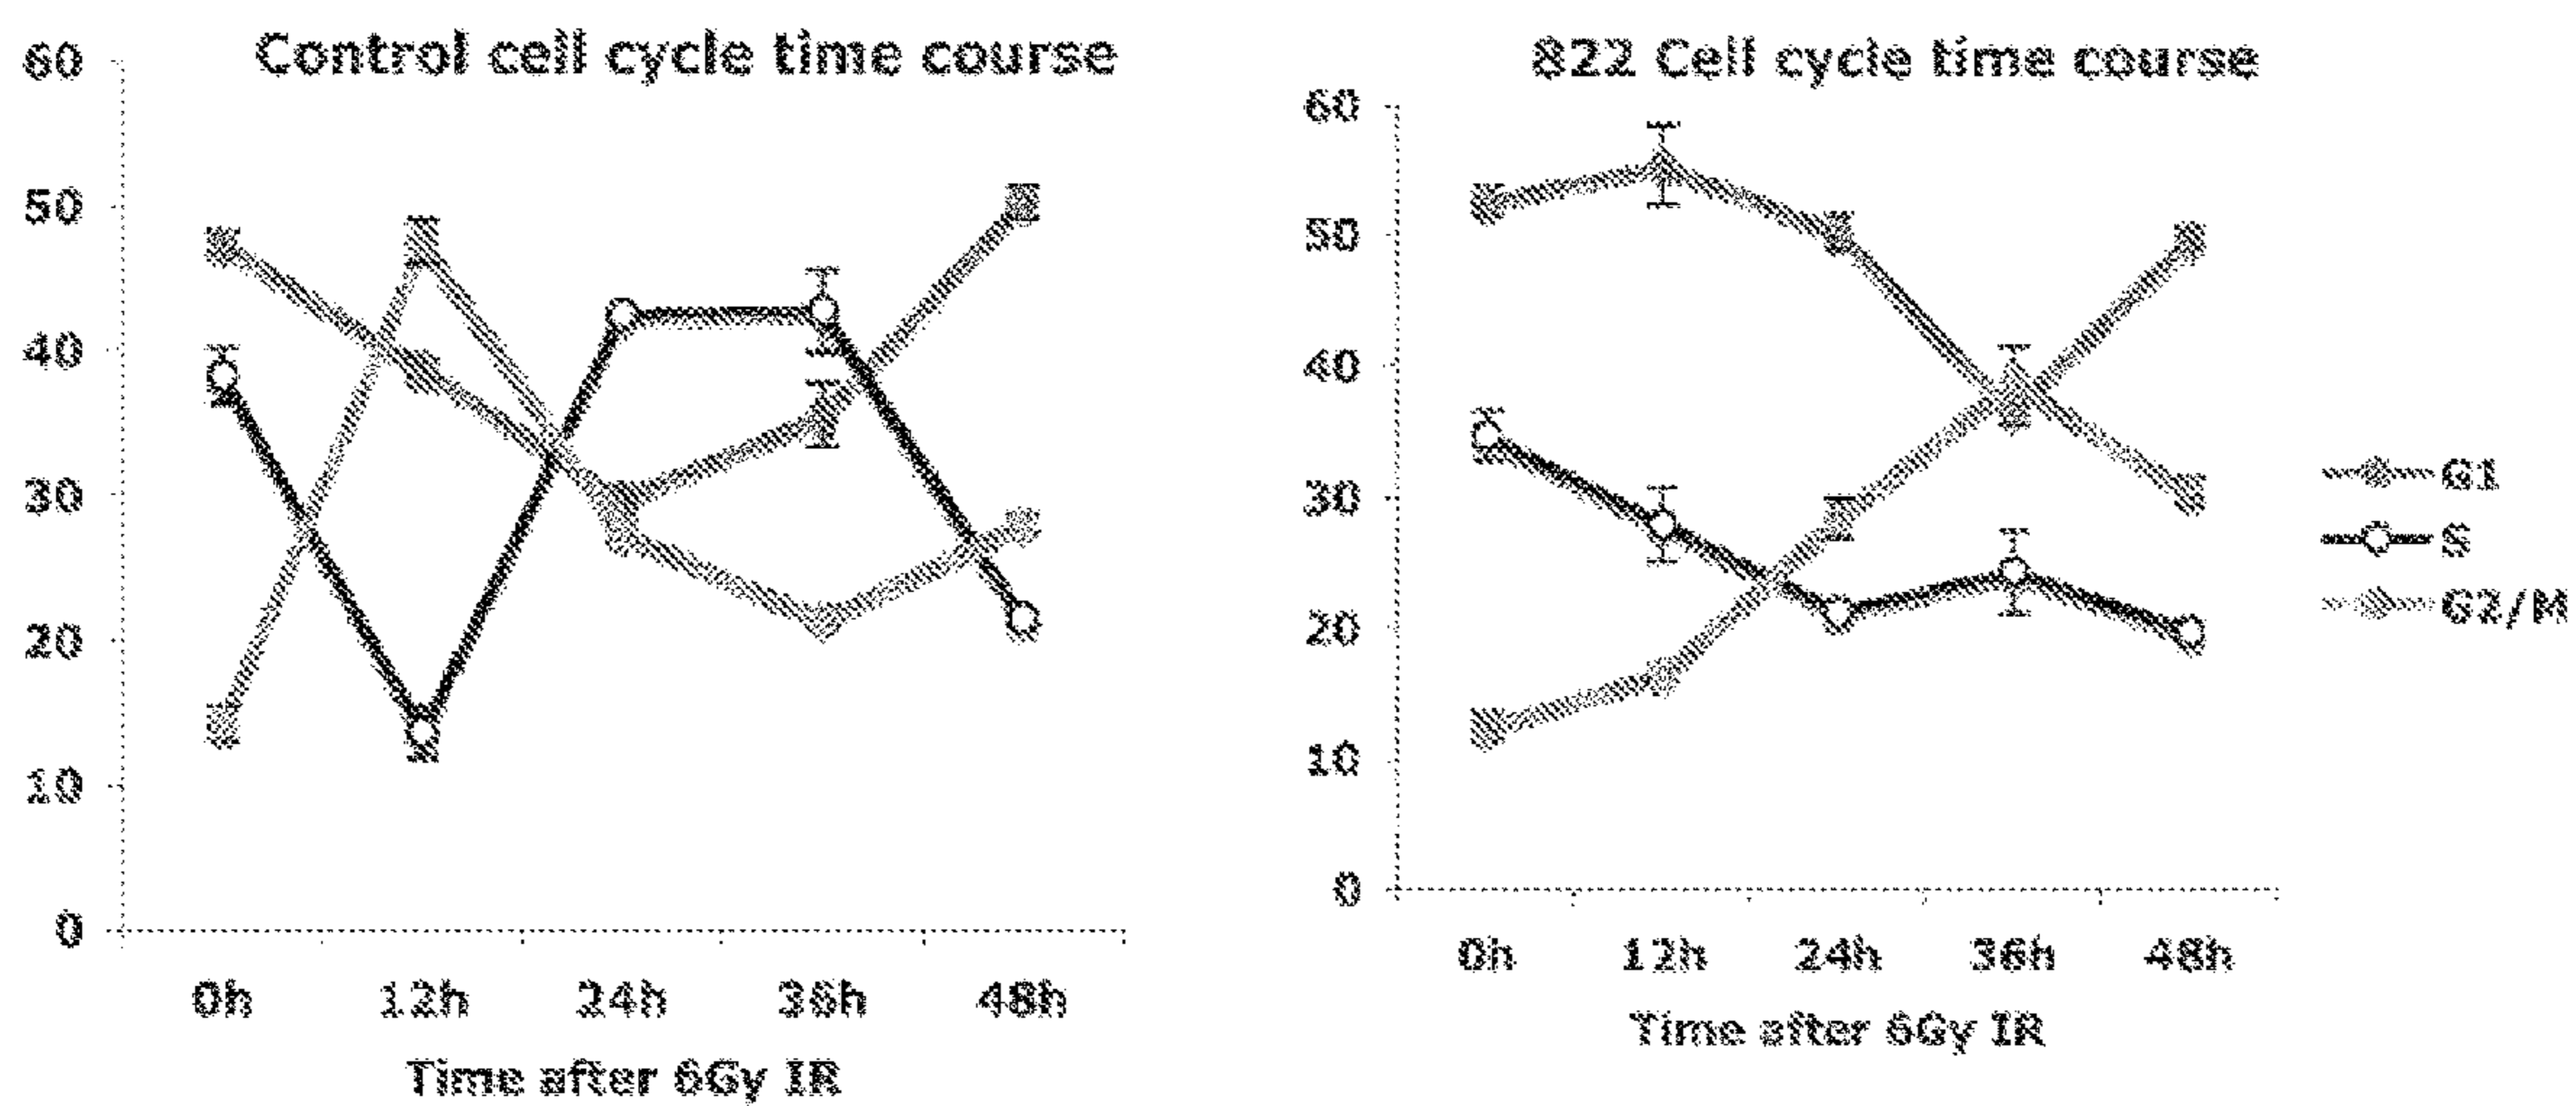 Control cell cycle time course
60
50
40
30
20
10
0
0h 12h 24h 36h 48h
Time after 6Gy IR
822 Cell cycle time course
60
50
40
30
20
10
0
0h 12h 24h 36h 48h
Time after 6Gy IR
G1
S
G2/M